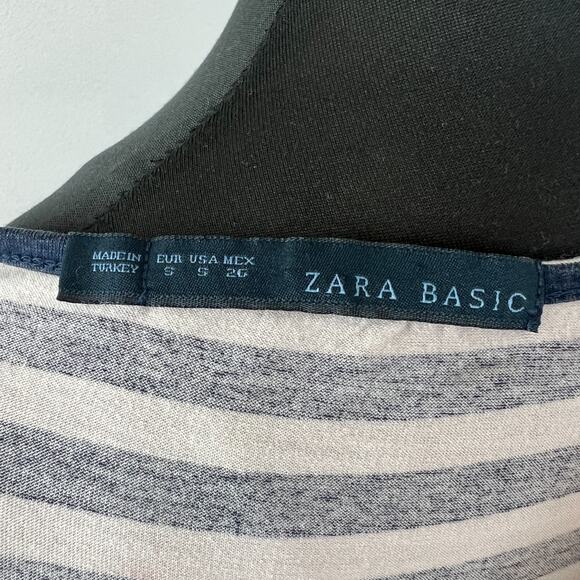 MADE IN
TURKEY
EUR USA MEX
S S 26
ZARA BASIC